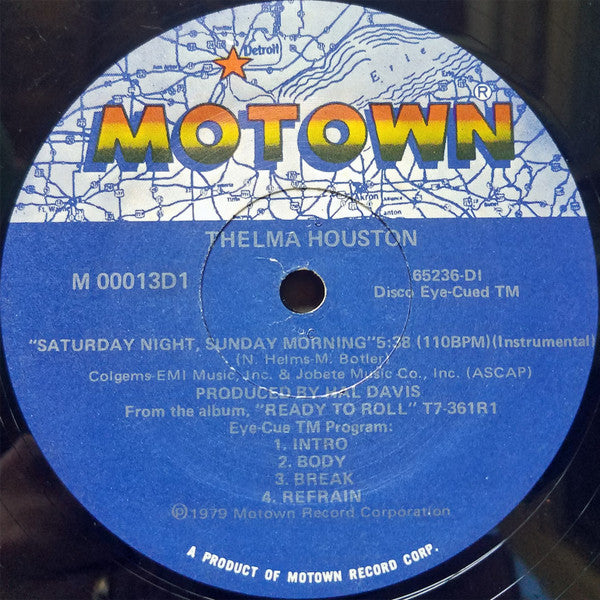 Detroit
Erie
MOTOWN®
THELMA HOUSTON
M 00013D1
65236-DI
Disco Eye-Cued TM
"SATURDAY NIGHT, SUNDAY MORNING"5:38 (110BPM)(Instrumental)
(N. Helms-M. Botler)
Colgems-EMI Music, Inc. & Jobete Music Co., Inc. (ASCAP)
PRODUCED BY HAL DAVIS
From the album, "READY TO ROLL" T7-361R1
Eye-Cue TM Program:
1. INTRO
2. BODY
3. BREAK
4. REFRAIN
℗1979 Motown Record Corporation
A PRODUCT OF MOTOWN RECORD CORP.